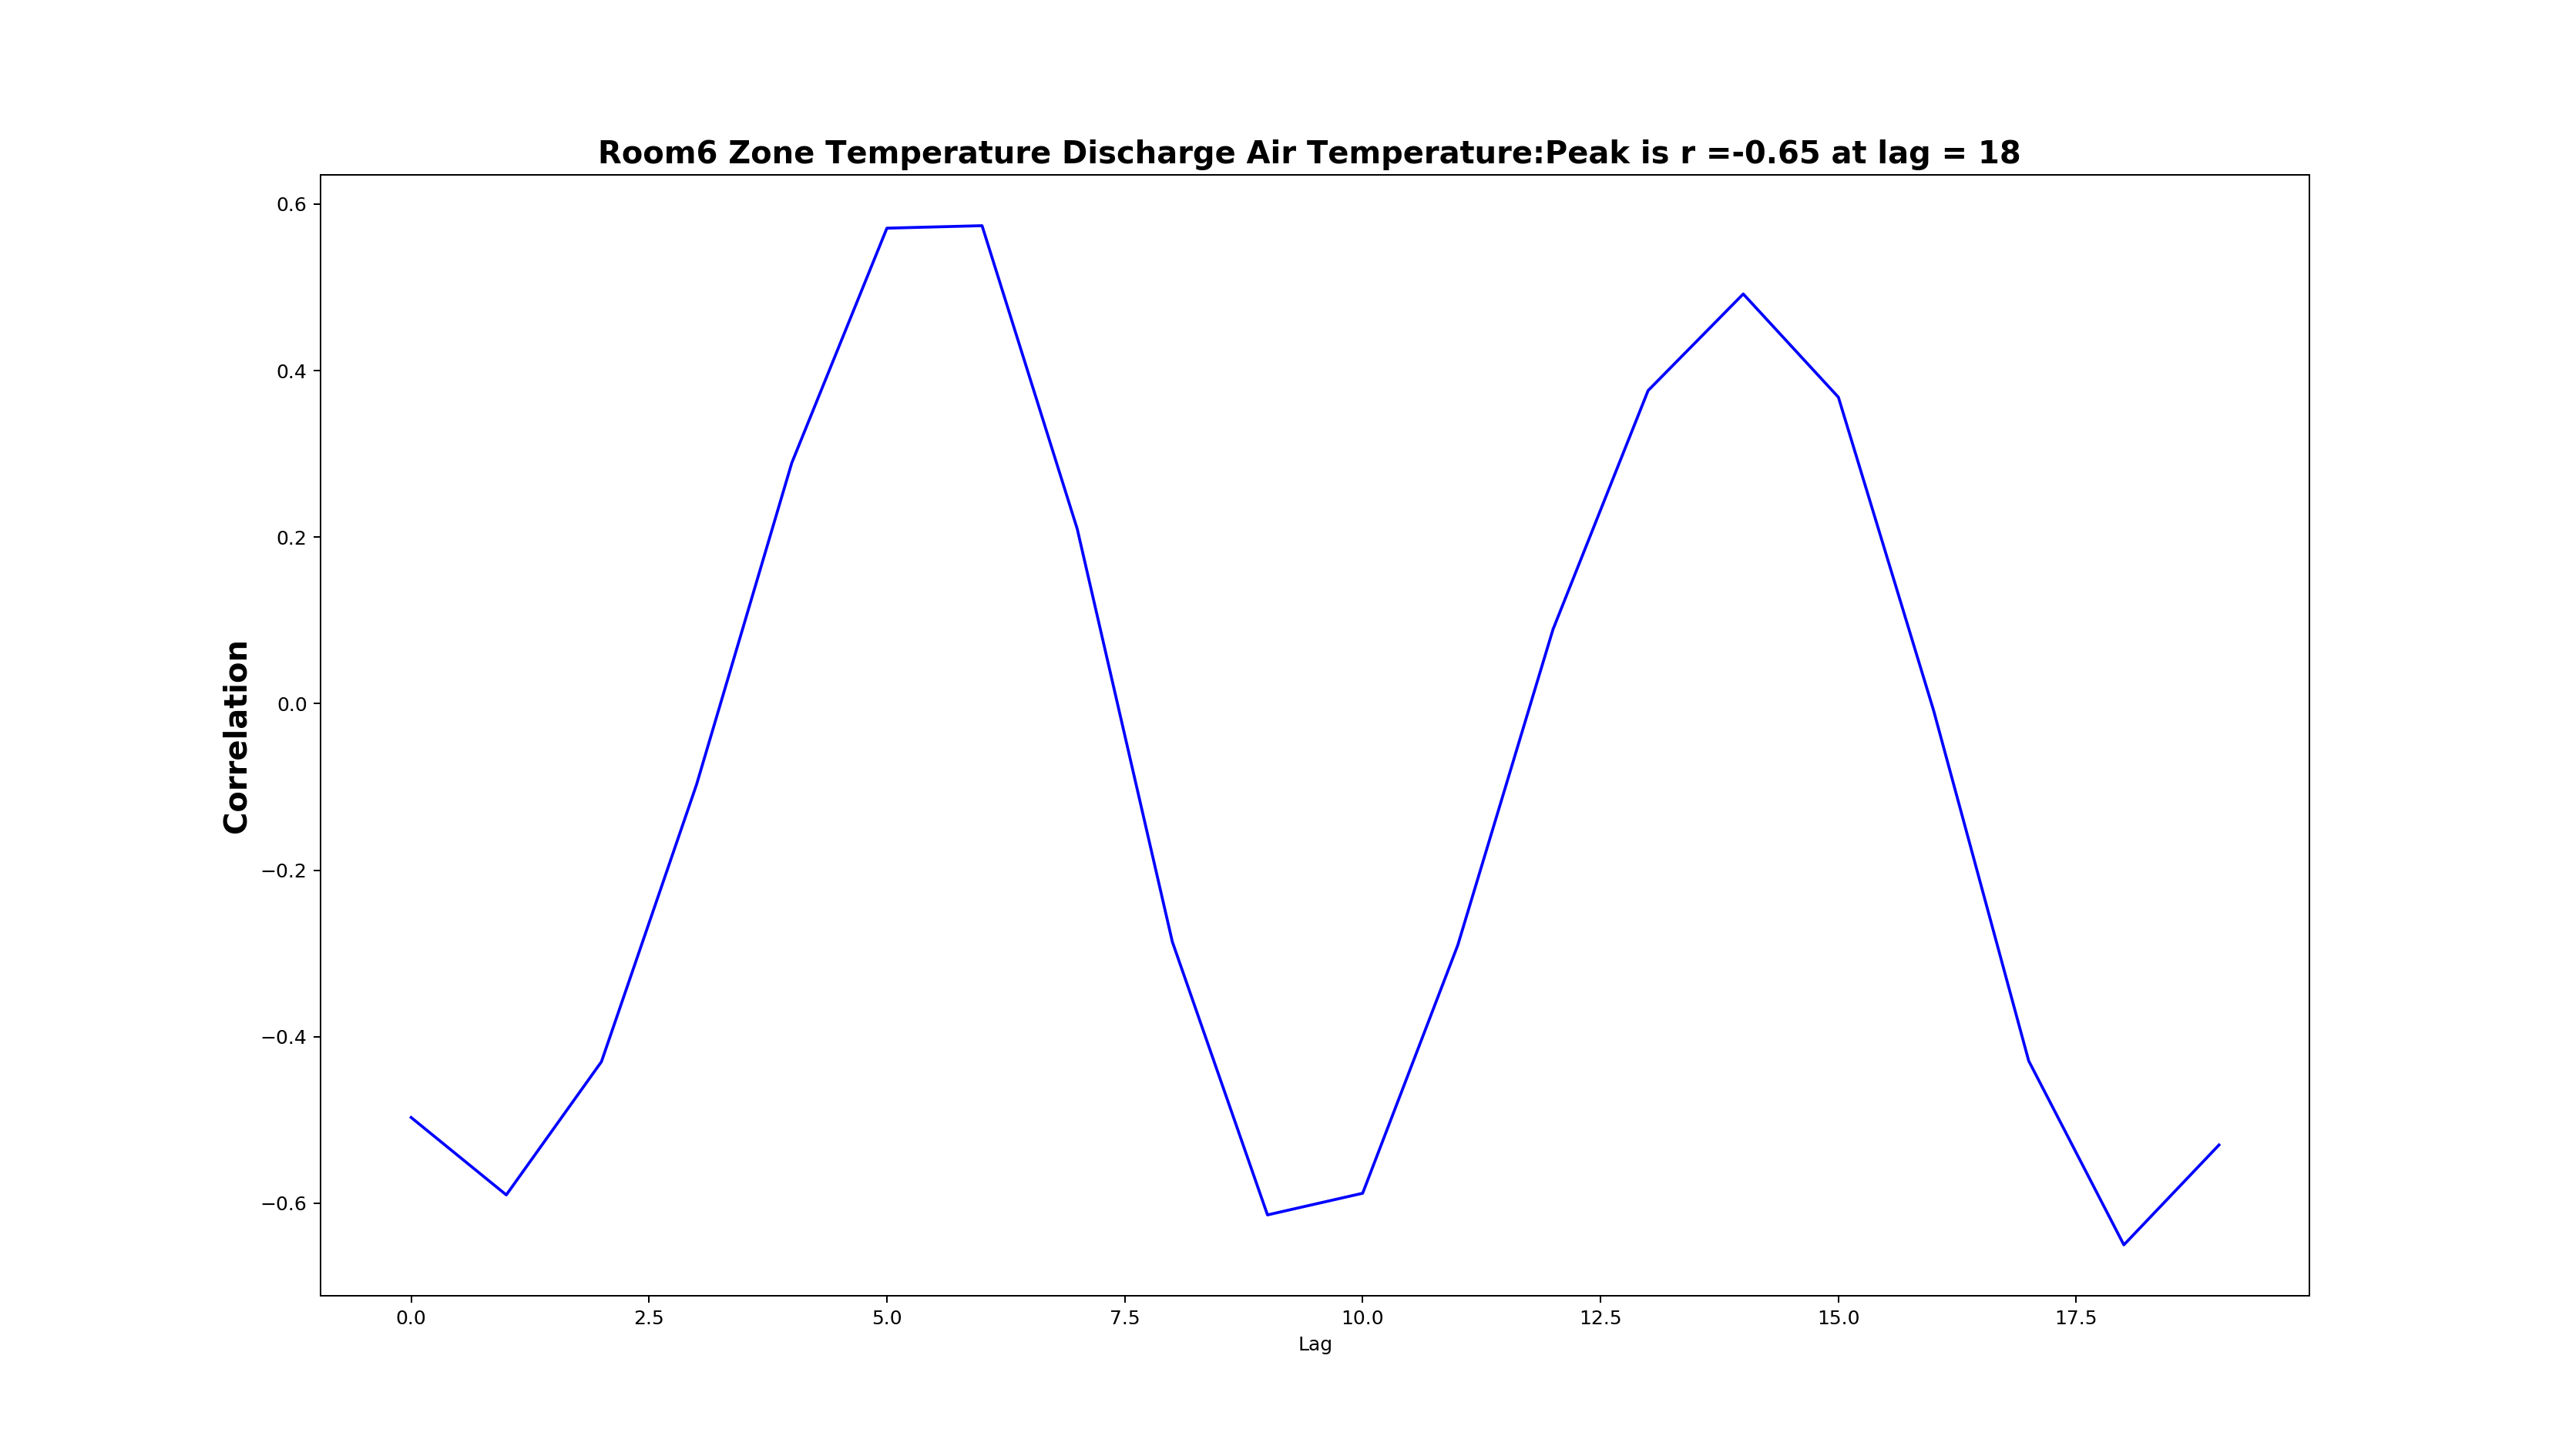 Room6 Zone Temperature Discharge Air Temperature:Peak is r =-0.65 at lag = 18
0.6
0.4
0.2
0.0
−0.2
−0.4
−0.6
Correlation
0.0 2.5 5.0 7.5 10.0 12.5 15.0 17.5
Lag